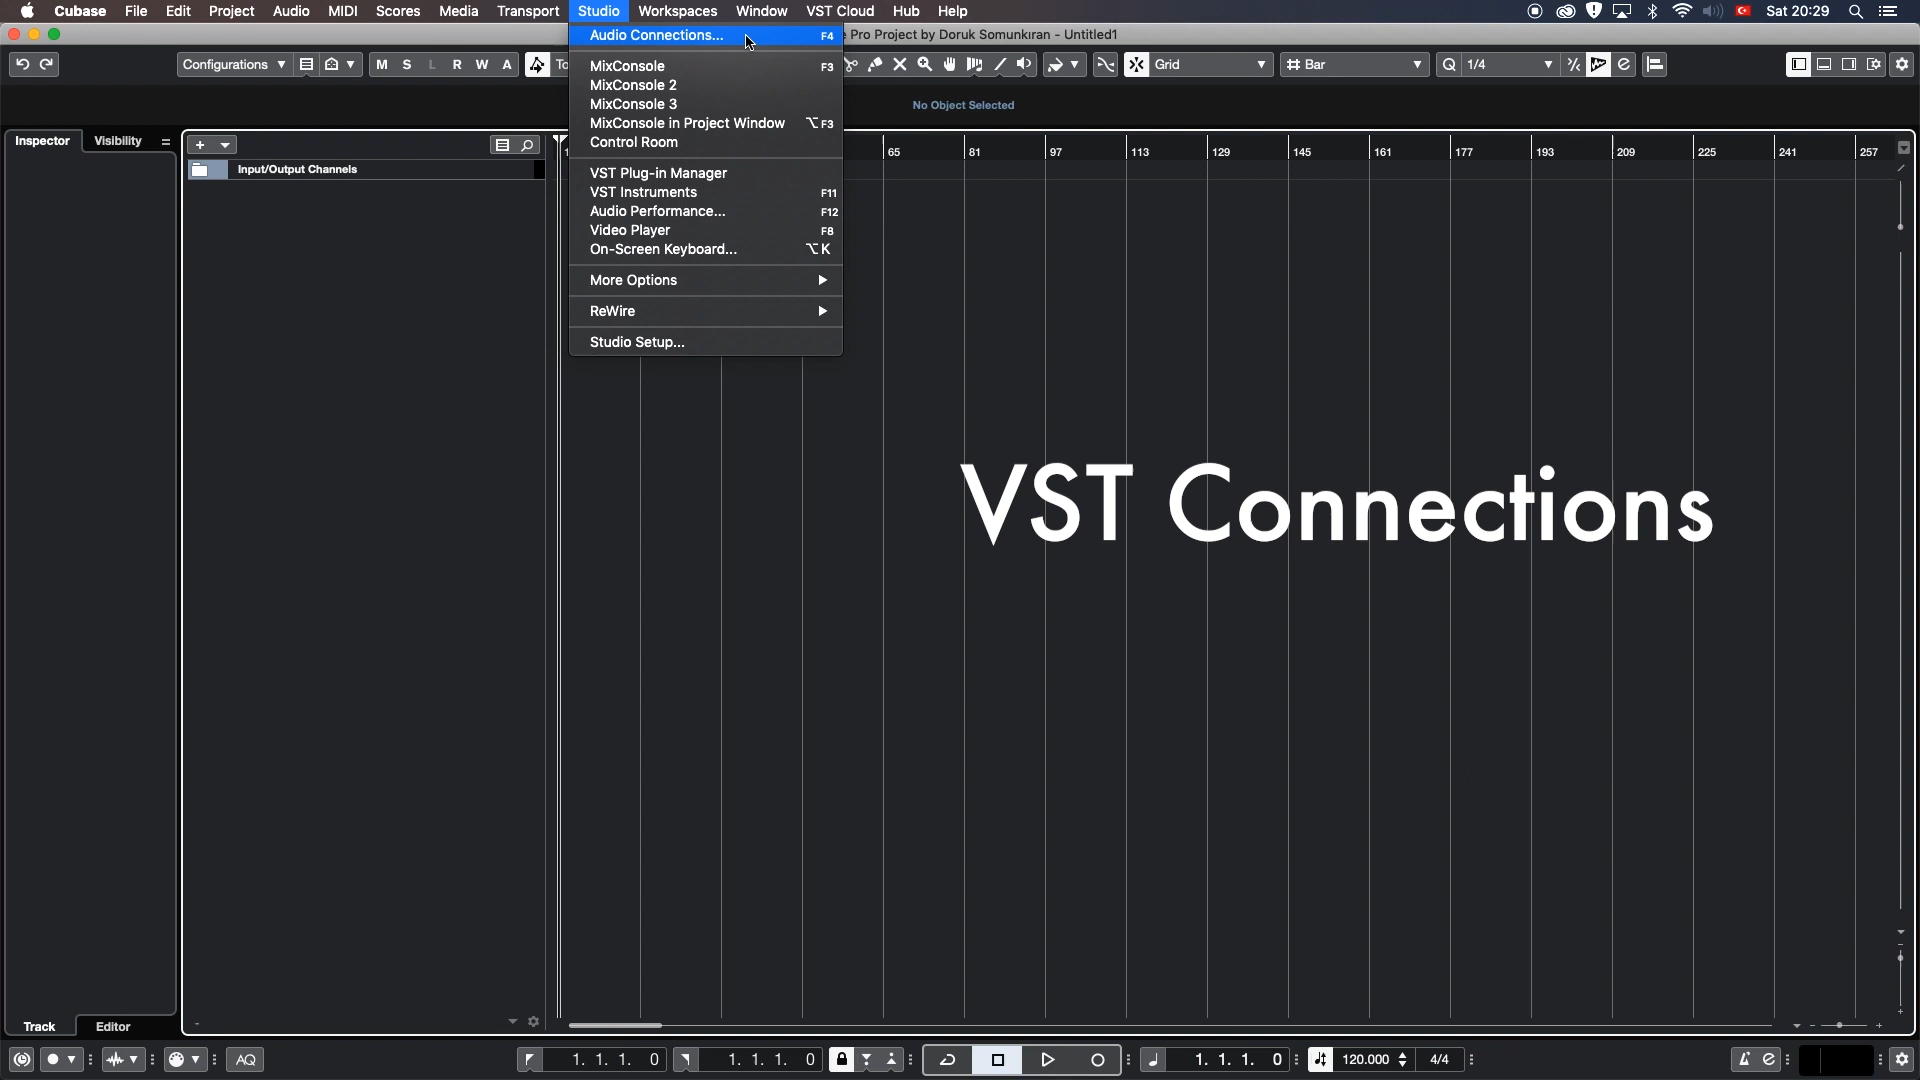 Cubase File Edit Project Audio MIDI Scores Media Transport Studio Workspaces Window VST Cloud Hub Help Sat 20:29
Pro Project by Doruk Somunkıran - Untitled1
Configurations M S L R W A Grid Bar Q 1/4
No Object Selected
Audio Connections... F4
MixConsole F3
MixConsole 2
MixConsole 3
MixConsole in Project Window ⌥F3
Control Room
VST Plug-in Manager
VST Instruments F11
Audio Performance... F12
Video Player F8
On-Screen Keyboard... ⌥K
More Options
ReWire
Studio Setup...
Inspector Visibility
65 81 97 113 129 145 161 177 193 209 225 241 257
Input/Output Channels
VST Connections
Track Editor
AQ 1. 1. 1. 0 1. 1. 1. 0 1. 1. 1. 0 120.000 4/4